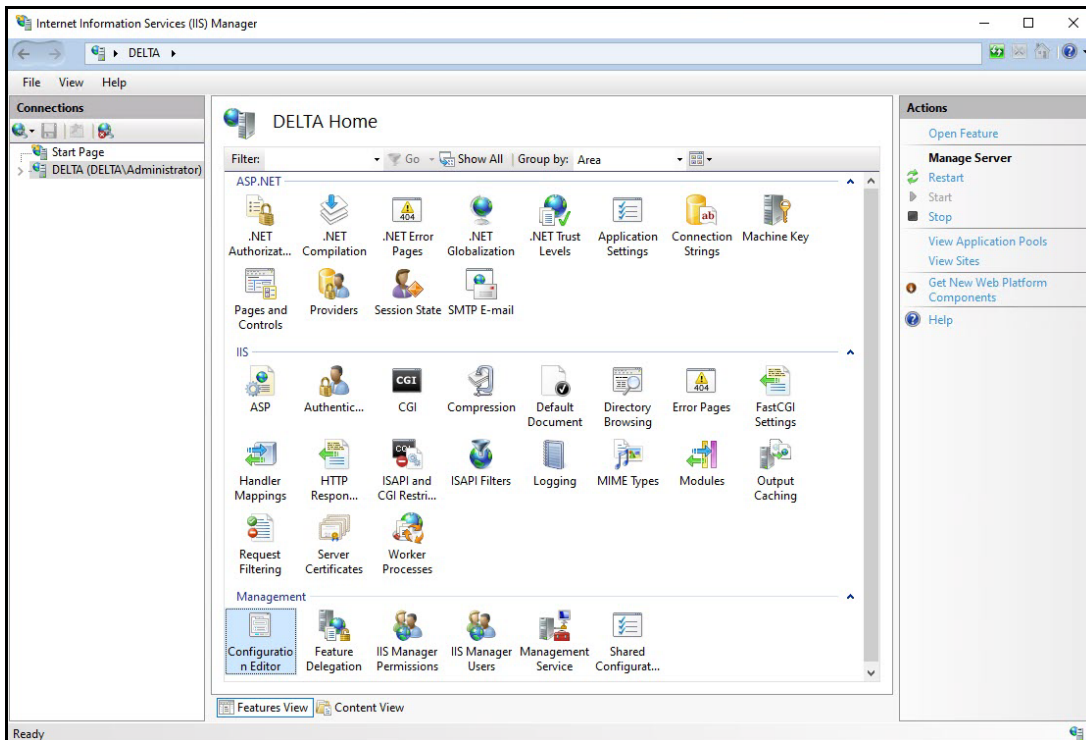 Internet Information Services (IIS) Manager
DELTA
File View Help
Connections
Start Page
DELTA (DELTA\Administrator)
DELTA Home
Filter: Go Show All Group by: Area
ASP.NET
.NET Authorizat...
.NET Compilation
404
.NET Error Pages
.NET Globalization
.NET Trust Levels
Application Settings
ab
Connection Strings
Machine Key
Pages and Controls
Providers
Session State
SMTP E-mail
IIS
ASP
Authentic...
CGI
CGI
Compression
Default Document
Directory Browsing
404
Error Pages
FastCGI Settings
Handler Mappings
HTTP Respon...
ISAPI and CGI Restri...
ISAPI Filters
Logging
MIME Types
Modules
Output Caching
Request Filtering
Server Certificates
Worker Processes
Management
Configuratio
n Editor
Feature Delegation
IIS Manager Permissions
IIS Manager Users
Management Service
Shared Configurat...
Features View Content View
Actions
Open Feature
Manage Server
Restart
Start
Stop
View Application Pools
View Sites
Get New Web Platform
Components
Help
Ready